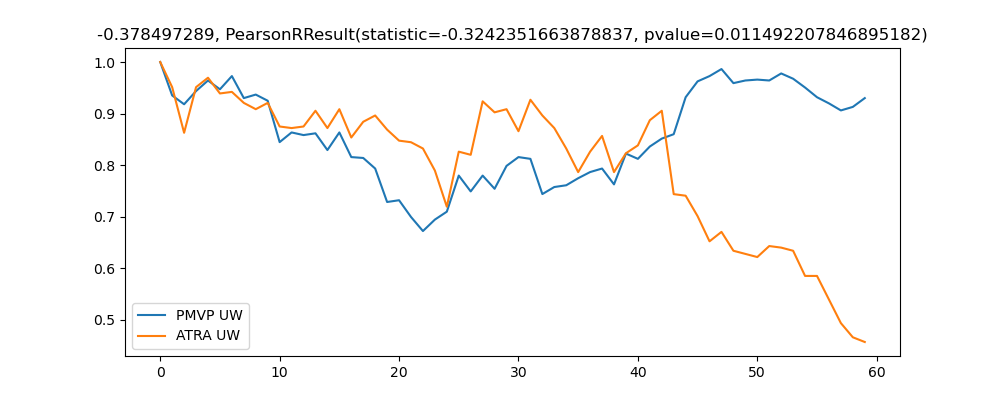 -0.378497289, PearsonRResult(statistic=-0.3242351663878837, pvalue=0.011492207846895182)
1.0
0.9
0.8
0.7
0.6
0.5
PMVP UW
ATRA UW
0 10 20 30 40 50 60